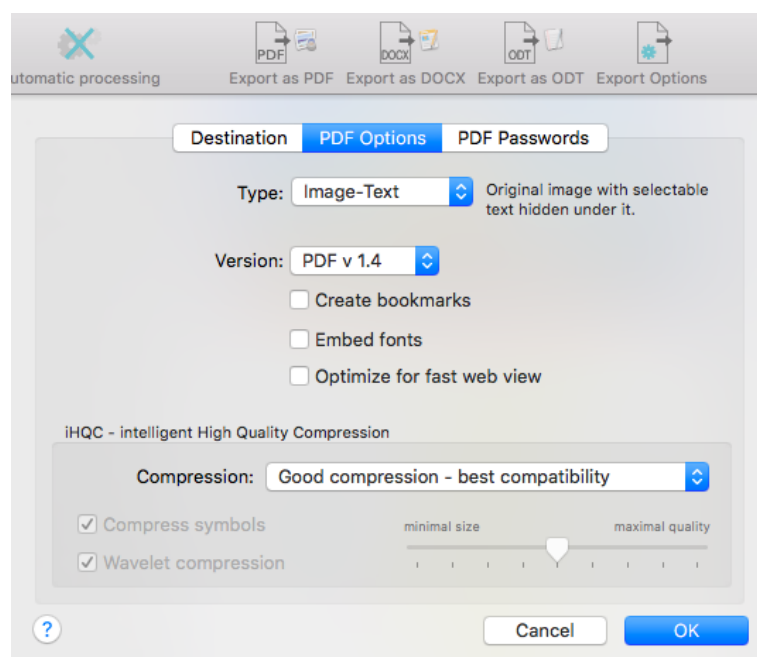 PDF DOCX ODT
utomatic processing Export as PDF Export as DOCX Export as ODT Export Options
Destination PDF Options PDF Passwords
Type: Image-Text Original image with selectable
text hidden under it.
Version: PDF v 1.4
Create bookmarks
Embed fonts
Optimize for fast web view
iHQC - intelligent High Quality Compression
Compression: Good compression - best compatibility
Compress symbols minimal size maximal quality
Wavelet compression
? Cancel OK